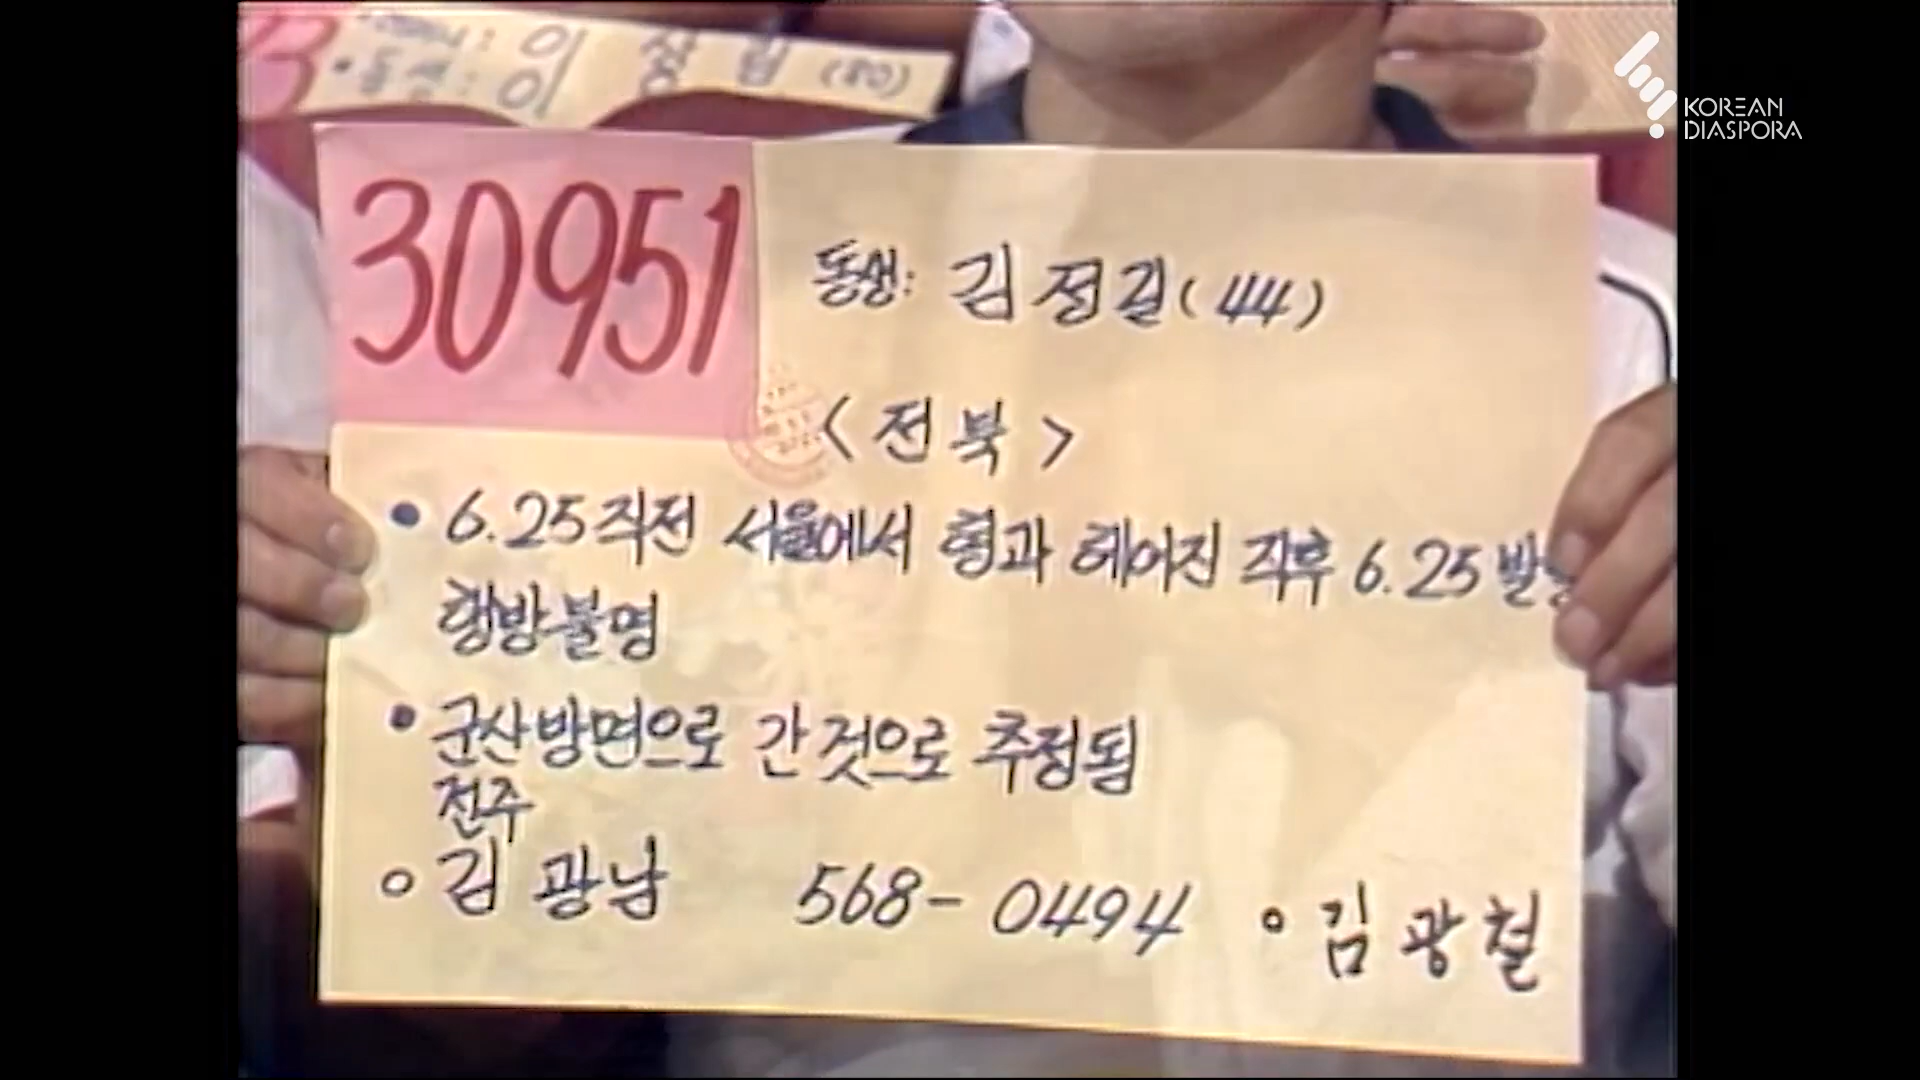 이
이 (80)
KOREAN
DIASPORA
30951
동생: 김정길(44)
<전북>
• 6.25직전 서울에서 형과 헤어진 직후 6.25발
행방불명
• 군산방면으로 간것으로 추정됨
전주
○ 김광남 568-0494 ○ 김광철